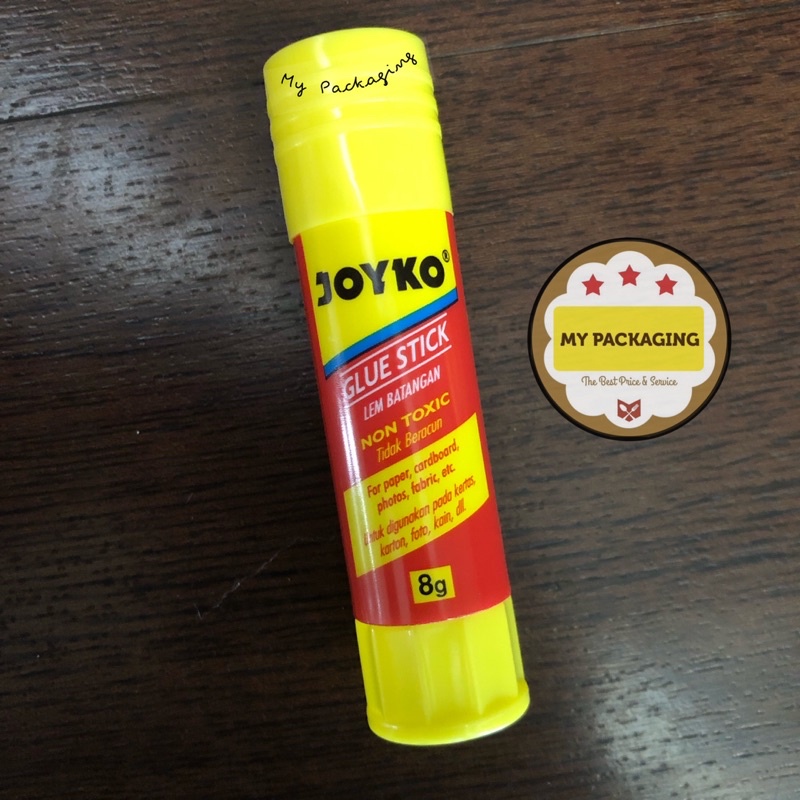 My Packaging
JOYKO®
GLUE STICK
LEM BATANGAN
NON TOXIC
Tidak Beracun
For paper, cardboard,
photos, fabric, etc.
Untuk digunakan pada kertas,
karton, foto, kain, dll.
8g
MY PACKAGING
The Best Price & Service